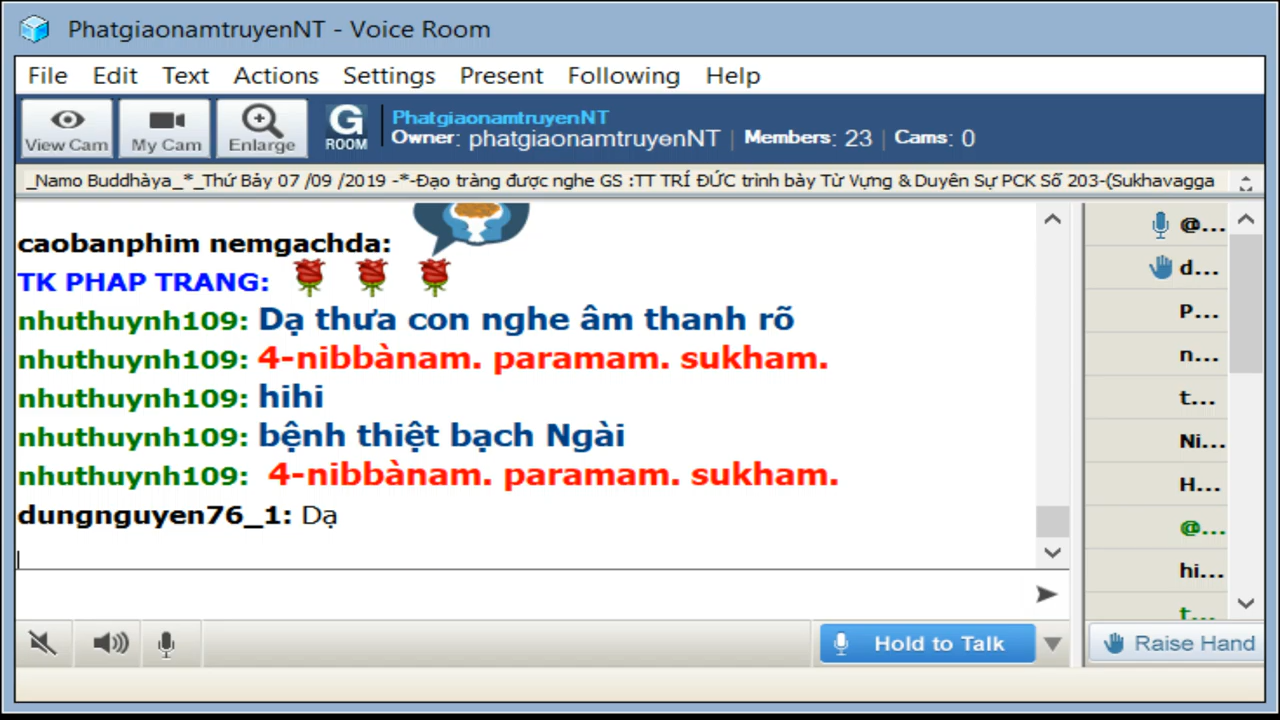 PhatgiaonamtruyenNT - Voice Room
File Edit Text Actions Settings Present Following Help
View Cam My Cam Enlarge G ROOM
PhatgiaonamtruyenNT
Owner: phatgiaonamtruyenNT | Members: 23 | Cams: 0
_Namo Buddhàya_*_Thứ Bảy 07 /09 /2019 -*-Đạo tràng được nghe GS :TT TRÍ ĐỨC trình bày Từ Vựng & Duyên Sự PCK Số 203-(Sukhavagga
caobanphim nemgachda:
TK PHAP TRANG:
nhuthuynh109: Dạ thưa con nghe âm thanh rõ
nhuthuynh109: 4-nibbànam. paramam. sukham.
nhuthuynh109: hihi
nhuthuynh109: bệnh thiệt bạch Ngài
nhuthuynh109: 4-nibbànam. paramam. sukham.
dungnguyen76_1: Dạ
@...
d...
P...
n...
t...
Ni...
H...
@...
hi...
t...
Hold to Talk
Raise Hand